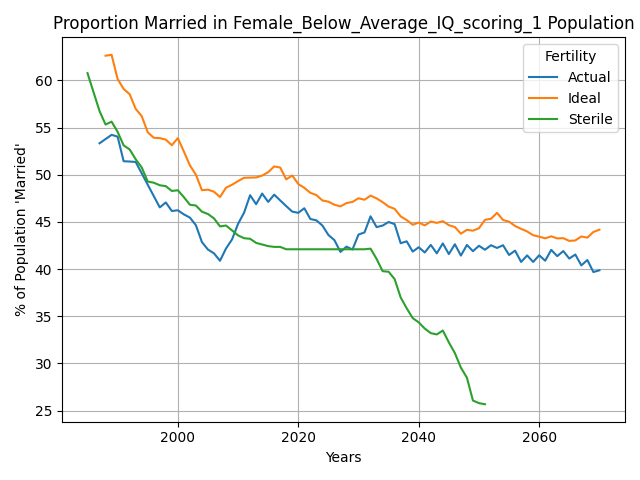 Proportion Married in Female_Below_Average_IQ_scoring_1 Population
% of Population 'Married'
60
55
50
45
40
35
30
25
Fertility
Actual
Ideal
Sterile
2000
2020
2040
2060
Years